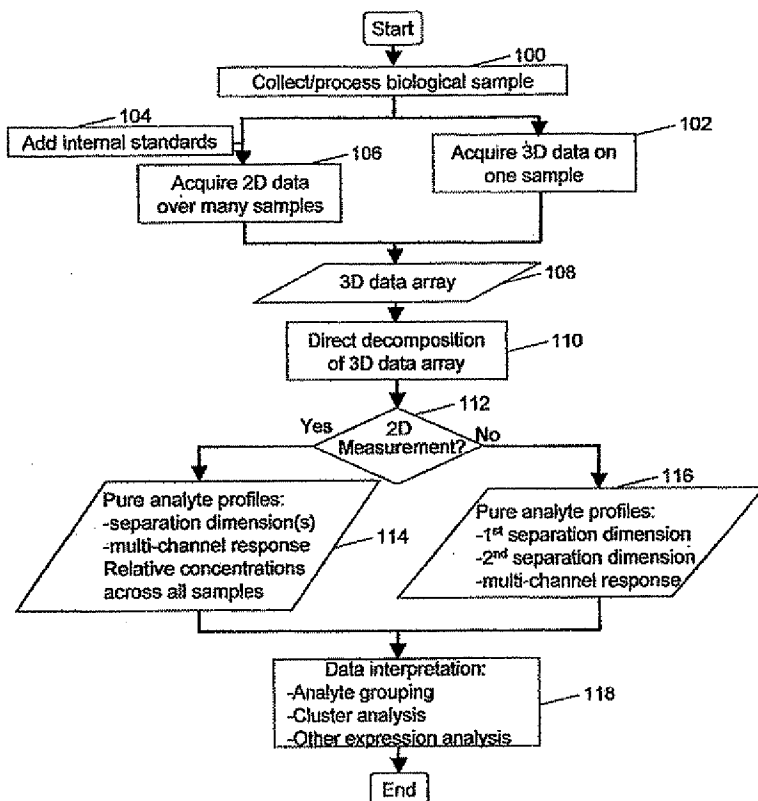 Start
100
Collect/process biological sample
104
Add internal standards
106
Acquire 2D data
over many samples
102
Acquire 3D data on
one sample
3D data array
108
Direct decomposition
of 3D data array
110
112
Yes
2D
Measurement?
No
Pure analyte profiles:
-separation dimension(s)
-multi-channel response
Relative concentrations
across all samples
114
116
Pure analyte profiles:
-1st separation dimension
-2nd separation dimension
-multi-channel response
Data interpretation:
-Analyte grouping
-Cluster analysis
-Other expression analysis
118
End